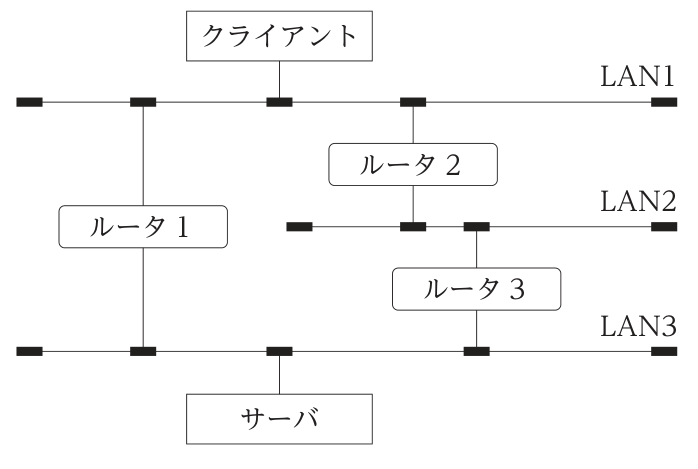 クライアント
LAN1
ルータ 2
LAN2
ルータ 1
ルータ 3
LAN3
サーバ